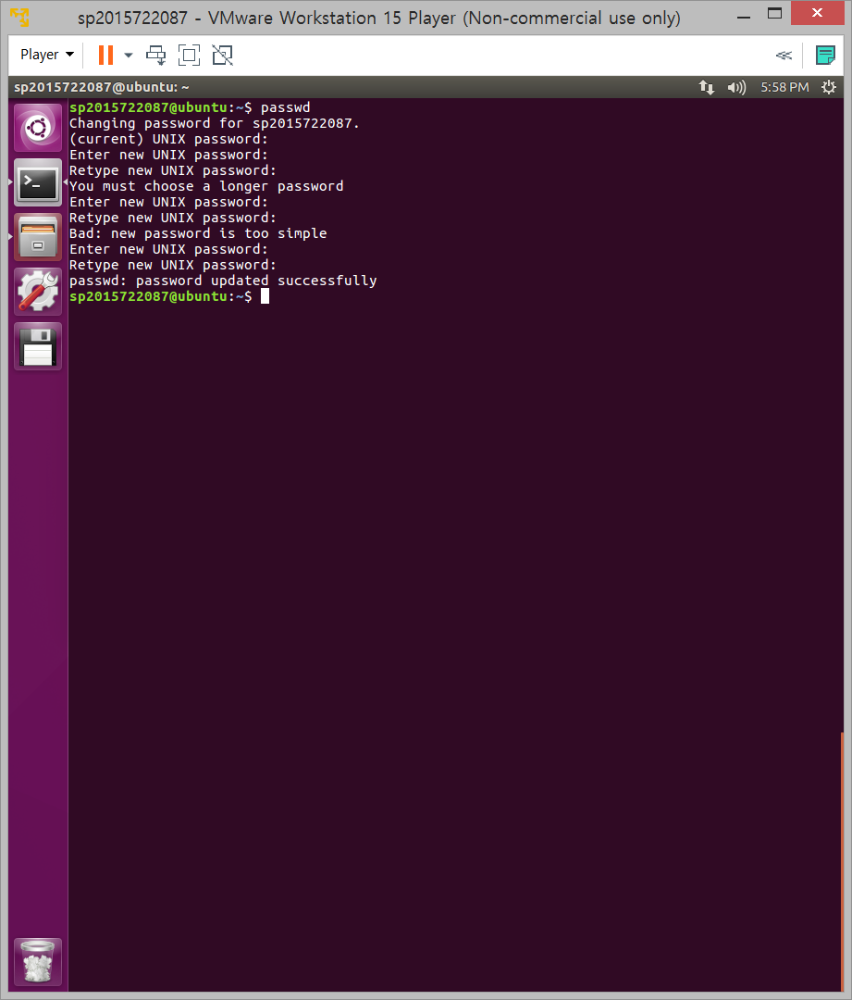 sp2015722087 - VMware Workstation 15 Player (Non-commercial use only)
Player
sp2015722087@ubuntu: ~
5:58 PM
sp2015722087@ubuntu:~$ passwd
Changing password for sp2015722087.
(current) UNIX password:
Enter new UNIX password:
Retype new UNIX password:
You must choose a longer password
Enter new UNIX password:
Retype new UNIX password:
Bad: new password is too simple
Enter new UNIX password:
Retype new UNIX password:
passwd: password updated successfully
sp2015722087@ubuntu:~$